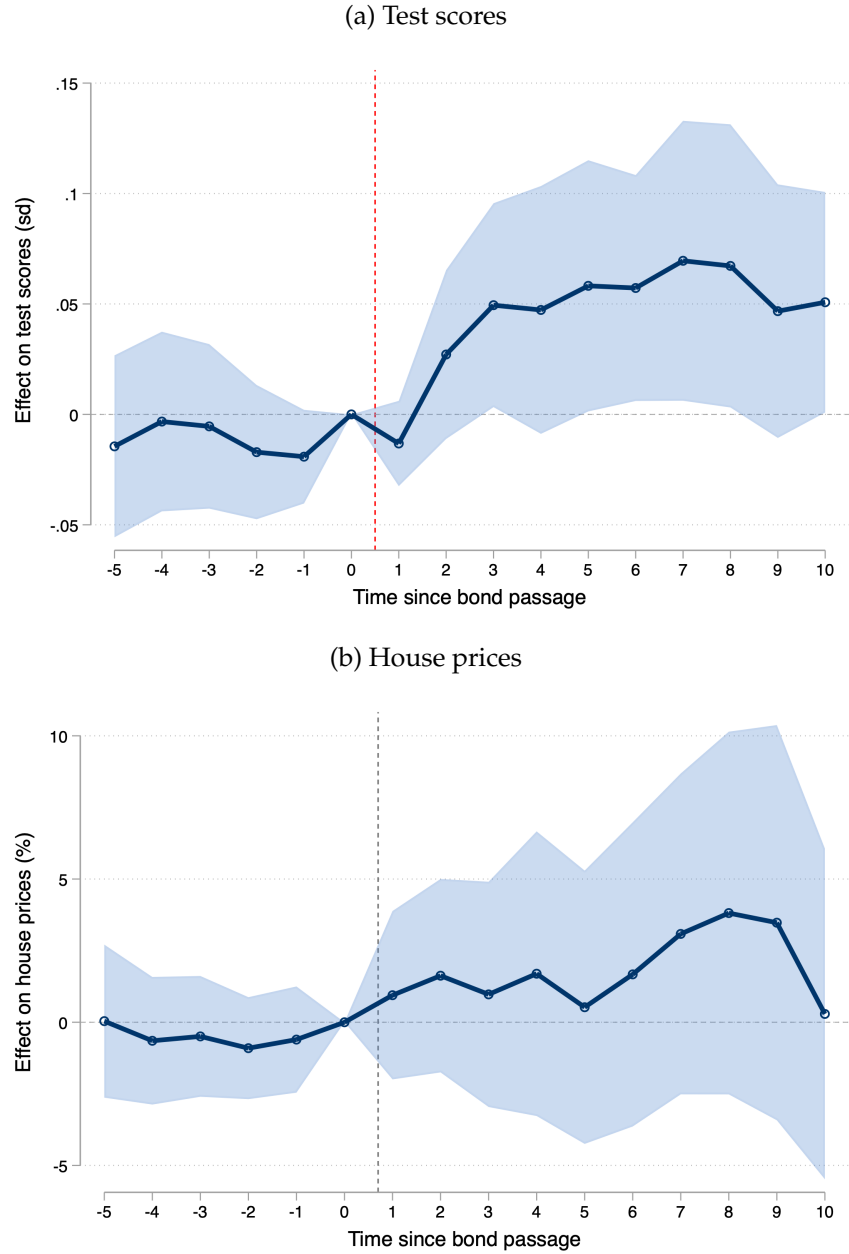 (a) Test scores
Effect on test scores (sd)
.15
.1
.05
0
-.05
-5 -4 -3 -2 -1 0 1 2 3 4 5 6 7 8 9 10
Time since bond passage
(b) House prices
Effect on house prices (%)
10
5
0
-5
-5 -4 -3 -2 -1 0 1 2 3 4 5 6 7 8 9 10
Time since bond passage